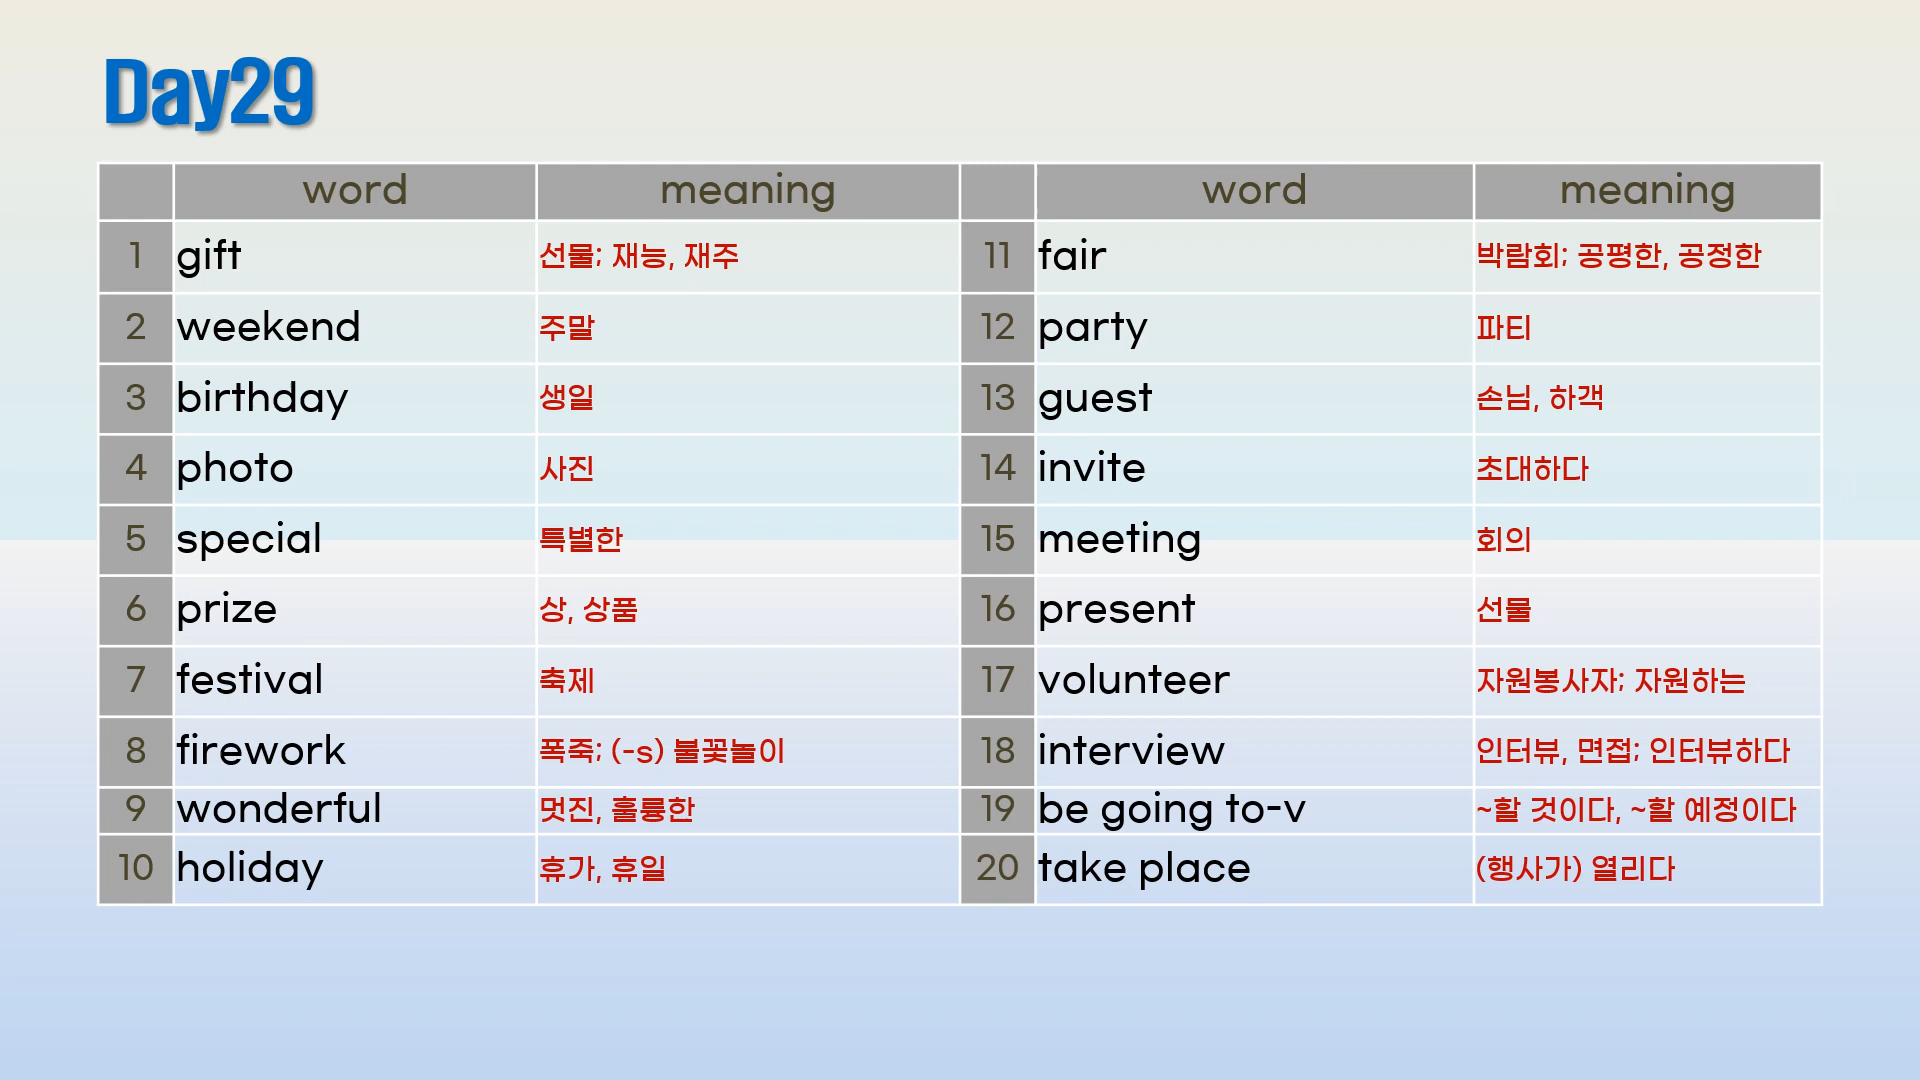 Day29
word meaning word meaning
1 gift 선물; 재능, 재주 11 fair 박람회; 공평한, 공정한
2 weekend 주말 12 party 파티
3 birthday 생일 13 guest 손님, 하객
4 photo 사진 14 invite 초대하다
5 special 특별한 15 meeting 회의
6 prize 상, 상품 16 present 선물
7 festival 축제 17 volunteer 자원봉사자; 자원하는
8 firework 폭죽; (-s) 불꽃놀이 18 interview 인터뷰, 면접; 인터뷰하다
9 wonderful 멋진, 훌륭한 19 be going to-v ~할 것이다, ~할 예정이다
10 holiday 휴가, 휴일 20 take place (행사가) 열리다